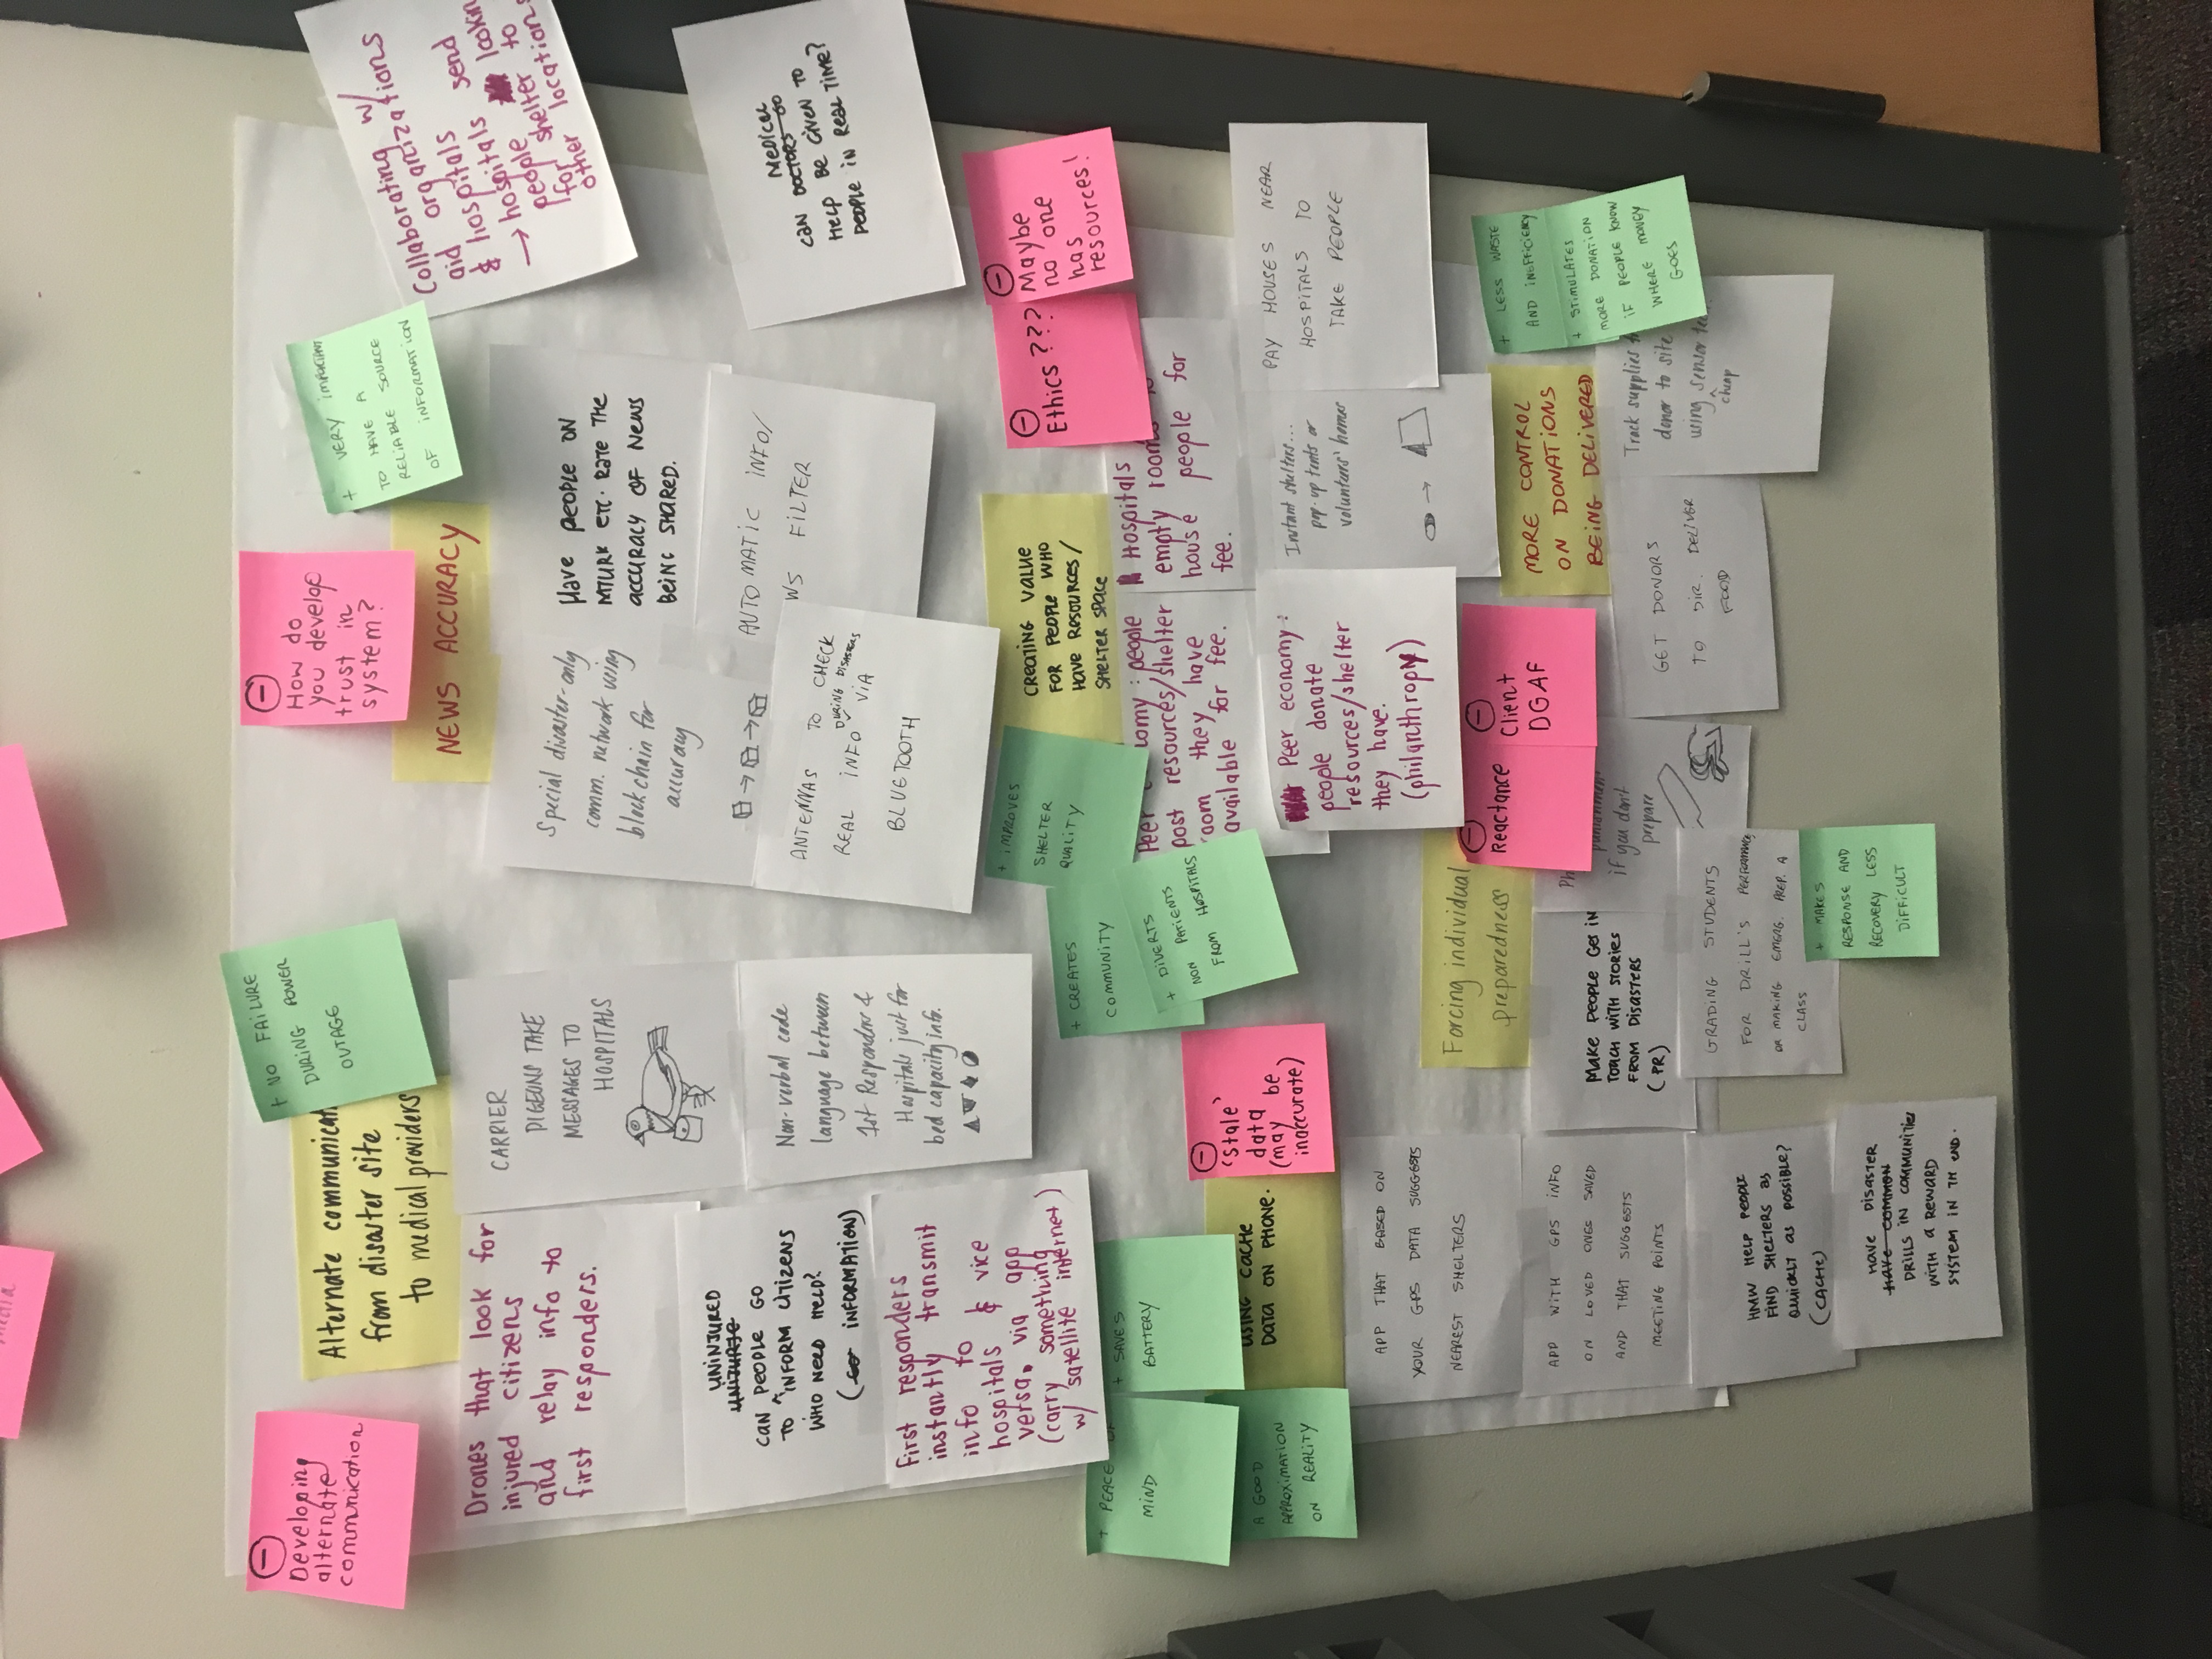 media
Developing
alternate
communication
Alternate communicat
from disaster site
to medical providers
+ NO FAILURE
DURING POWER
OUTAGE
Drones that look for
injured citizens
and relay info to
first responders.
CARRIER
PIGEONS TAKE
MESSAGES TO
HOSPITALS
UNINJURED
CAN PEOPLE GO
TO ^ INFORM CITIZENS
WHO NEED HELP?
( INFORMATION)
Non-verbal code
language between
1st Responders &
Hospitals just for
bed capacity info.
First responders
instantly transmit
info to
hospitals & vice
versa. via app
(carry something
w/ satellite internet)
How do
you develop
trust in
system?
+ VERY IMPORTANT
TO HAVE A
RELIABLE SOURCE
OF INFORMATION
NEWS ACCURACY
Special disaster-only
comm. network using
blockchain for
accuracy
Have people on
MTURK etc. rate the
accuracy of news
being shared.
ANTENNAS TO CHECK
REAL INFO DURING DISASTERS VIA
BLUETOOTH
AUTOMATIC INFO/
WS FILTER
Collaborating w/
aid organizations
& hospitals
→ hospitals send
people lookin
for shelter to
other locations
Medical
can doctors go
help be given to
people in real time?
+ PEACE OF
MIND
+ SAVES
BATTERY
A GOOD
APPROXIMATION
ON REALITY
USING CACHE
DATA ON PHONE.
'Stale'
data
(may be
inaccurate)
APP THAT BASED ON
YOUR GPS DATA SUGGESTS
NEAREST SHELTERS
APP WITH GPS INFO
ON LOVED ONES SAVED
AND THAT SUGGESTS
MEETING POINTS
HMW HELP PEOPLE
FIND SHELTERS as
quicklt as possible?
(CACHE)
Have disaster
Have common
drills in communities
with a reward
system in th end.
+ IMPROVES
SHELTER
QUALITY
+ CREATES
COMMUNITY
+ DIVERTS
NON PATIENTS
FROM HOSPITALS
Creating value
for people who
have resources/
shelter space
Ethics ???
Maybe
no one
has
resources!
Peer lomy: people
post resources/shelter
room they have
available for fee.
Hospitals
empty rooms to
house people for
fee.
Peer economy:
people donate
resources/shelter
they have.
(philanthropy)
Instant shelters...
pop-up tents or
volunteers' homes
PAY HOUSES NEAR
HOSPITALS TO
TAKE PEOPLE
Forcing individual
preparedness
Reactance
Client
DGAF
Make people get in
touch with stories
from disasters
(PR)
Ph
punishment
if you don't
prepare
GRADING STUDENTS
FOR DRILL'S PERFORMANCE
OR MAKING EMERG. PREP. A
CLASS
+ MAKES
RESPONSE AND
RECOVERY LESS
DIFFICULT
MORE CONTROL
ON DONATIONS
BEING DELIVERED
+ LESS WASTE
AND INEFFICIENCY
+ STIMULATES
MORE DONATION
IF PEOPLE KNOW
WHERE MONEY
GOES
GET DONORS
TO DIR. DELIVER
FOOD
Track supplies
donor to site
using sensor
cheap